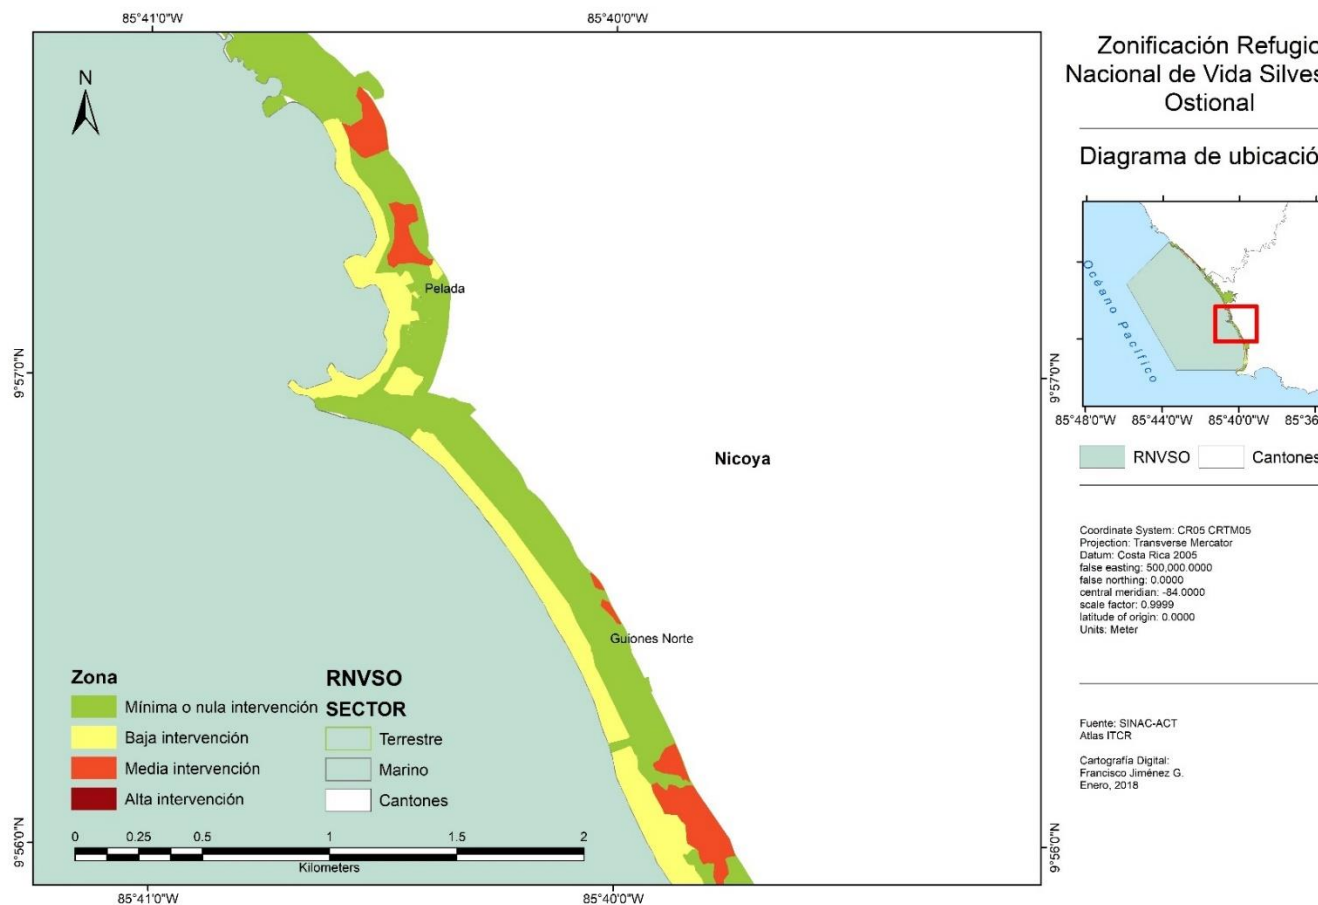 85°41'0"W
85°40'0"W
Zonificación Refugio
Nacional de Vida Silves
Ostional
N
Diagrama de ubicació
Océano Pacífico
Pelada
9°57'0"N
9°57'0"N
85°48'0"W
85°44'0"W
85°40'0"W
85°36
RNVSO
Cantones
Nicoya
Coordinate System: CR05 CRTM05
Projection: Transverse Mercator
Datum: Costa Rica 2005
false easting: 500,000.0000
false northing: 0.0000
central meridian: -84.0000
scale factor: 0.9999
latitude of origin: 0.0000
Units: Meter
Guiones Norte
Zona
Mínima o nula intervención
Baja intervención
Media intervención
Alta intervención
RNVSO
SECTOR
Terrestre
Marino
Cantones
Fuente: SINAC-ACT
Atlas ITCR
Cartografía Digital:
Francisco Jiménez G.
Enero, 2018
0 0.25 0.5 1 1.5 2
Kilometers
9°56'0"N
9°56'0"N
85°41'0"W
85°40'0"W